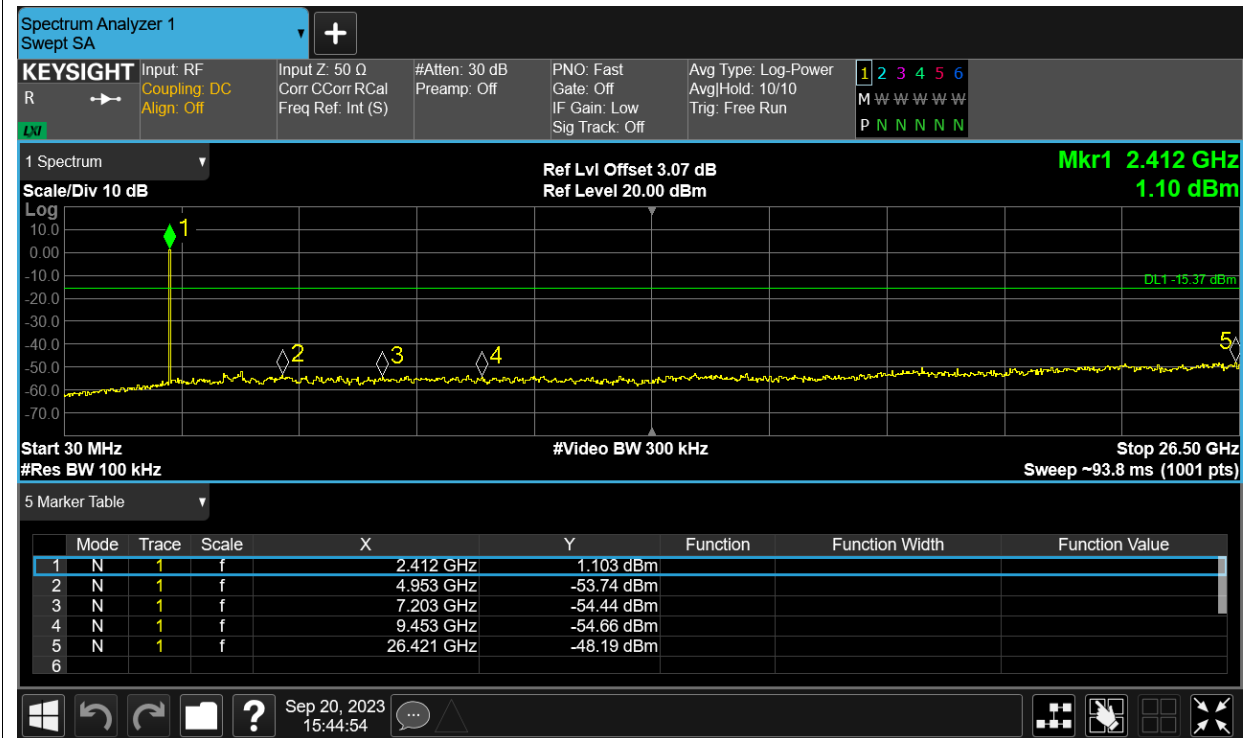 Spectrum Analyzer 1
Swept SA
+
KEYSIGHT
R
LXI
Input: RF
Coupling: DC
Align: Off
Input Z: 50 Ω
Corr CCorr RCal
Freq Ref: Int (S)
#Atten: 30 dB
Preamp: Off
PNO: Fast
Gate: Off
IF Gain: Low
Sig Track: Off
Avg Type: Log-Power
Avg|Hold: 10/10
Trig: Free Run
1 2 3 4 5 6
M W W W W W
P N N N N N
1 Spectrum
Scale/Div 10 dB
Ref Lvl Offset 3.07 dB
Ref Level 20.00 dBm
Mkr1 2.412 GHz
1.10 dBm
Log
10.0
0.00
-10.0
-20.0
-30.0
-40.0
-50.0
-60.0
-70.0
1
2
3
4
5
DL1 -15.37 dBm
Start 30 MHz
#Res BW 100 kHz
#Video BW 300 kHz
Stop 26.50 GHz
Sweep ~93.8 ms (1001 pts)
5 Marker Table
Mode Trace Scale X Y Function Function Width Function Value
1 N 1 f 2.412 GHz 1.103 dBm
2 N 1 f 4.953 GHz -53.74 dBm
3 N 1 f 7.203 GHz -54.44 dBm
4 N 1 f 9.453 GHz -54.66 dBm
5 N 1 f 26.421 GHz -48.19 dBm
6
?
Sep 20, 2023
15:44:54